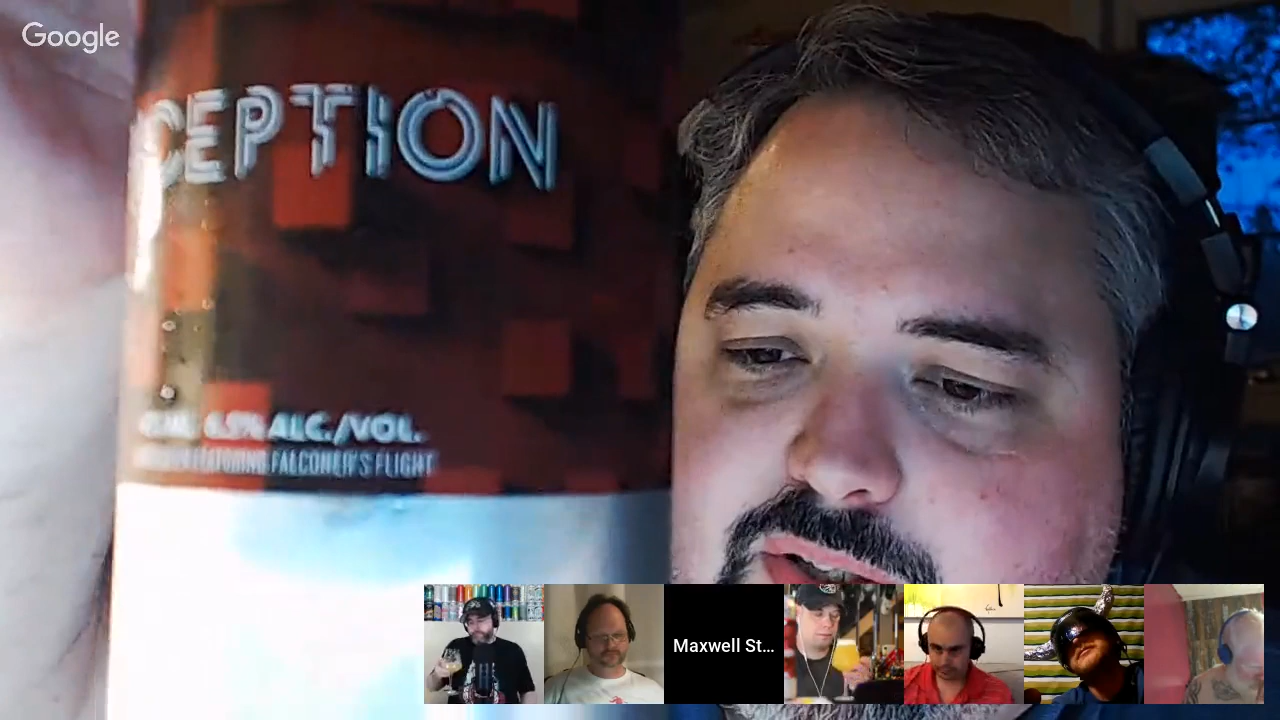 Google
CEPTION
6.5% ALC./VOL.
FALCONER'S FLIGHT
Maxwell St...